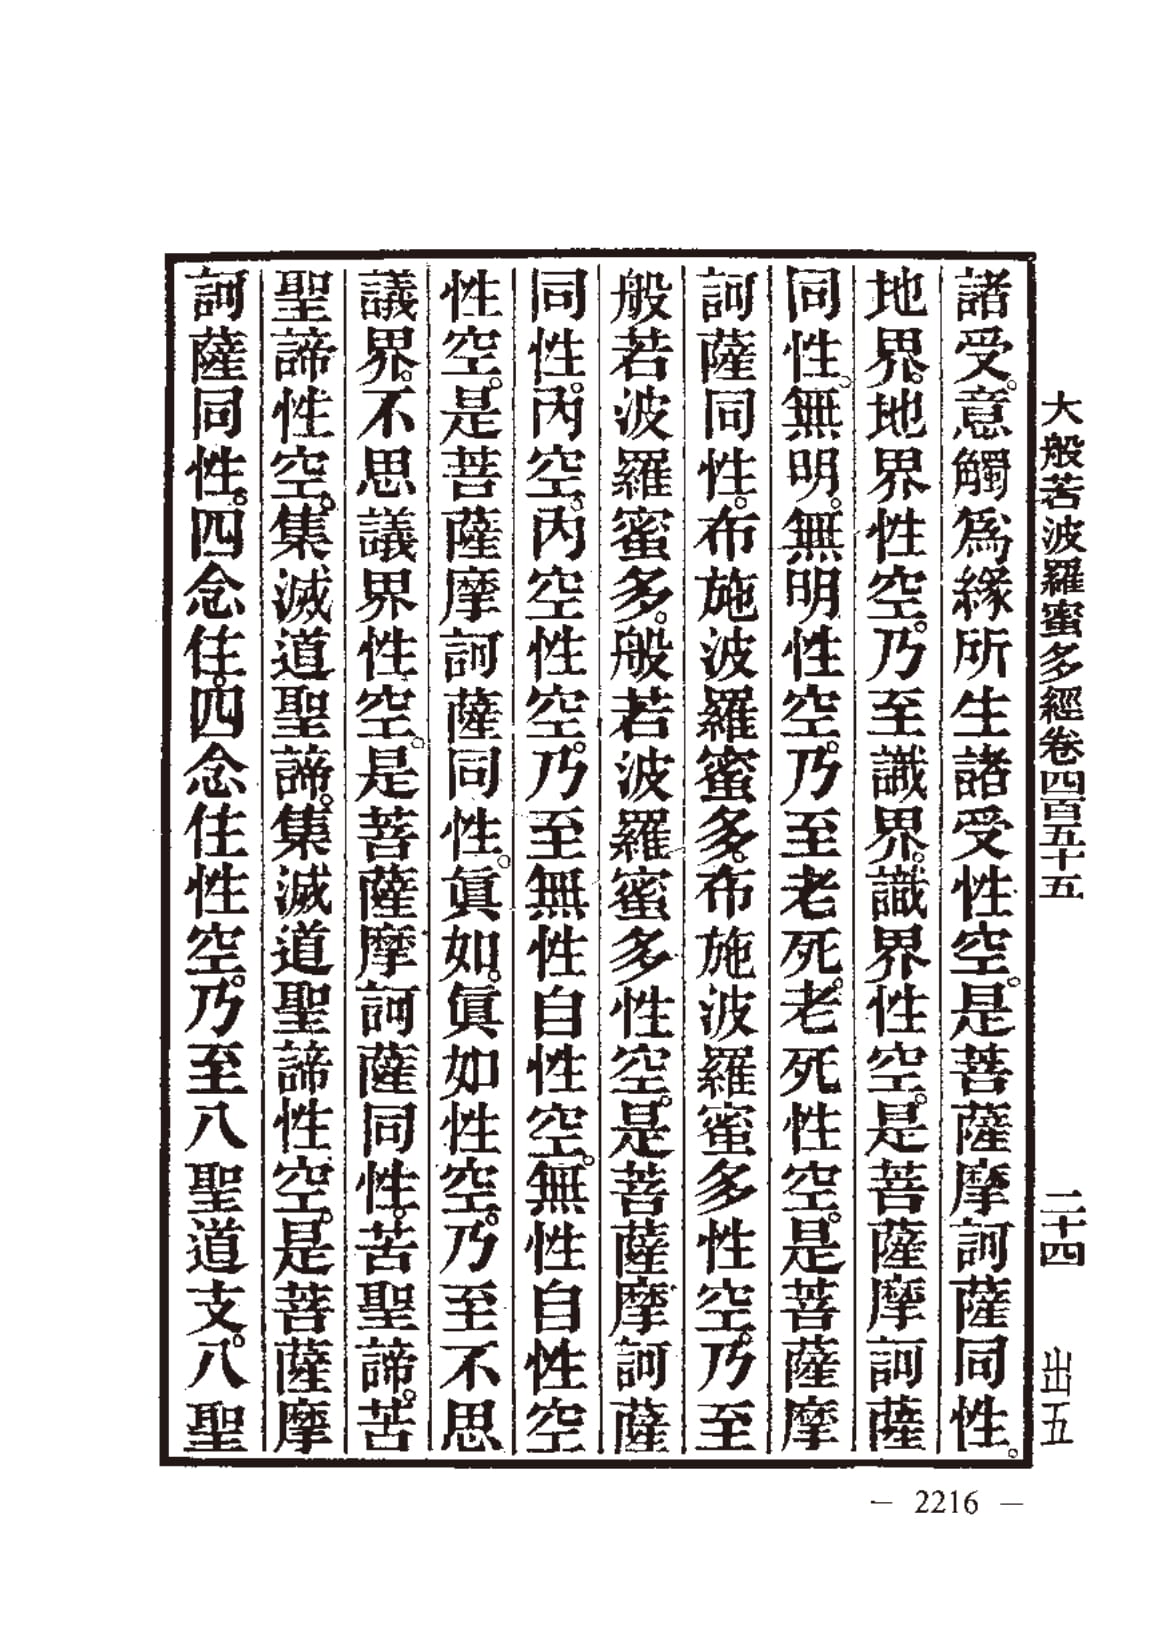 大般若波羅蜜多經卷四百五十五 二十四 出五
諸受。意觸爲緣所生諸受性空。是菩薩摩訶薩同性。
地界。地界性空。乃至識界。識界性空。是菩薩摩訶薩
同性。無明。無明性空。乃至老死。老死性空。是菩薩摩
訶薩同性。布施波羅蜜多。布施波羅蜜多性空。乃至
般若波羅蜜多。般若波羅蜜多性空。是菩薩摩訶薩
同性。內空。內空性空。乃至無性自性空。無性自性空
性空。是菩薩摩訶薩同性。眞如。眞如性空。乃至不思
議界。不思議界性空。是菩薩摩訶薩同性。苦聖諦。苦
聖諦性空。集滅道聖諦。集滅道聖諦性空。是菩薩摩
訶薩同性。四念住。四念住性空。乃至八聖道支。八聖
— 2216 —